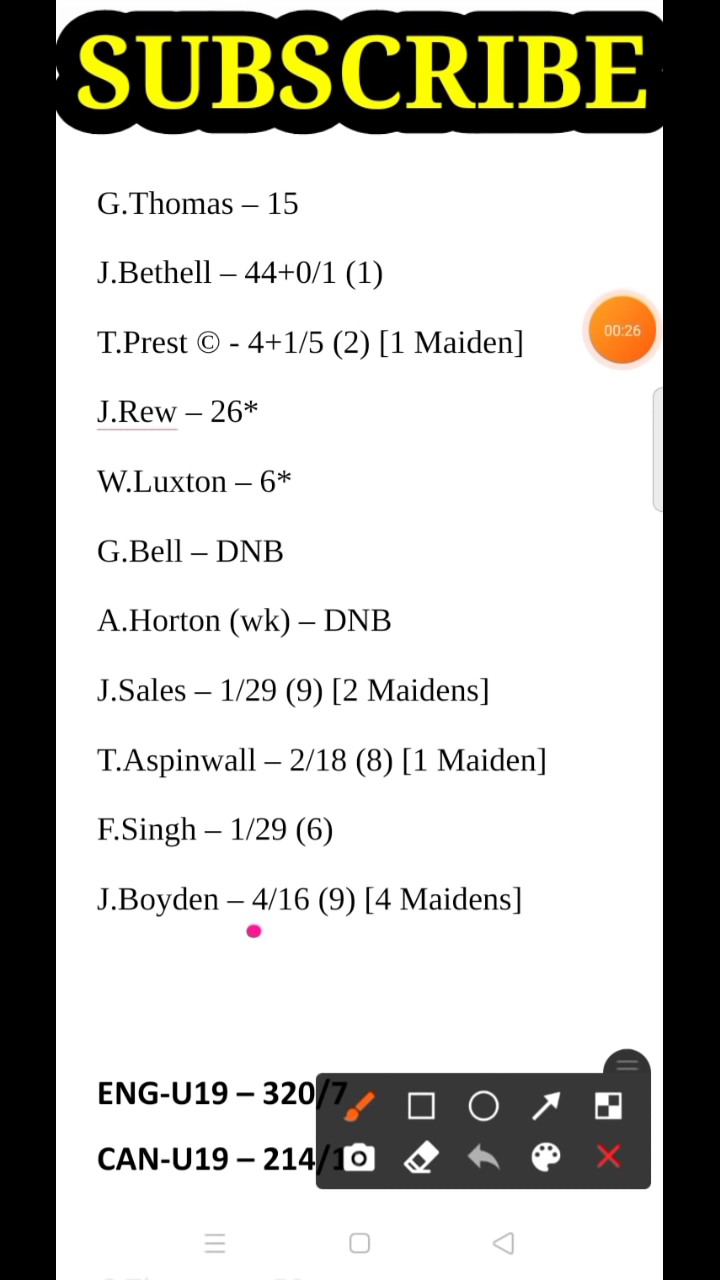 SUBSCRIBE
G.Thomas – 15
J.Bethell – 44+0/1 (1)
00:26
T.Prest © - 4+1/5 (2) [1 Maiden]
J.Rew – 26*
W.Luxton – 6*
G.Bell – DNB
A.Horton (wk) – DNB
J.Sales – 1/29 (9) [2 Maidens]
T.Aspinwall – 2/18 (8) [1 Maiden]
F.Singh – 1/29 (6)
J.Boyden – 4/16 (9) [4 Maidens]
ENG-U19 – 320/7
CAN-U19 – 214/